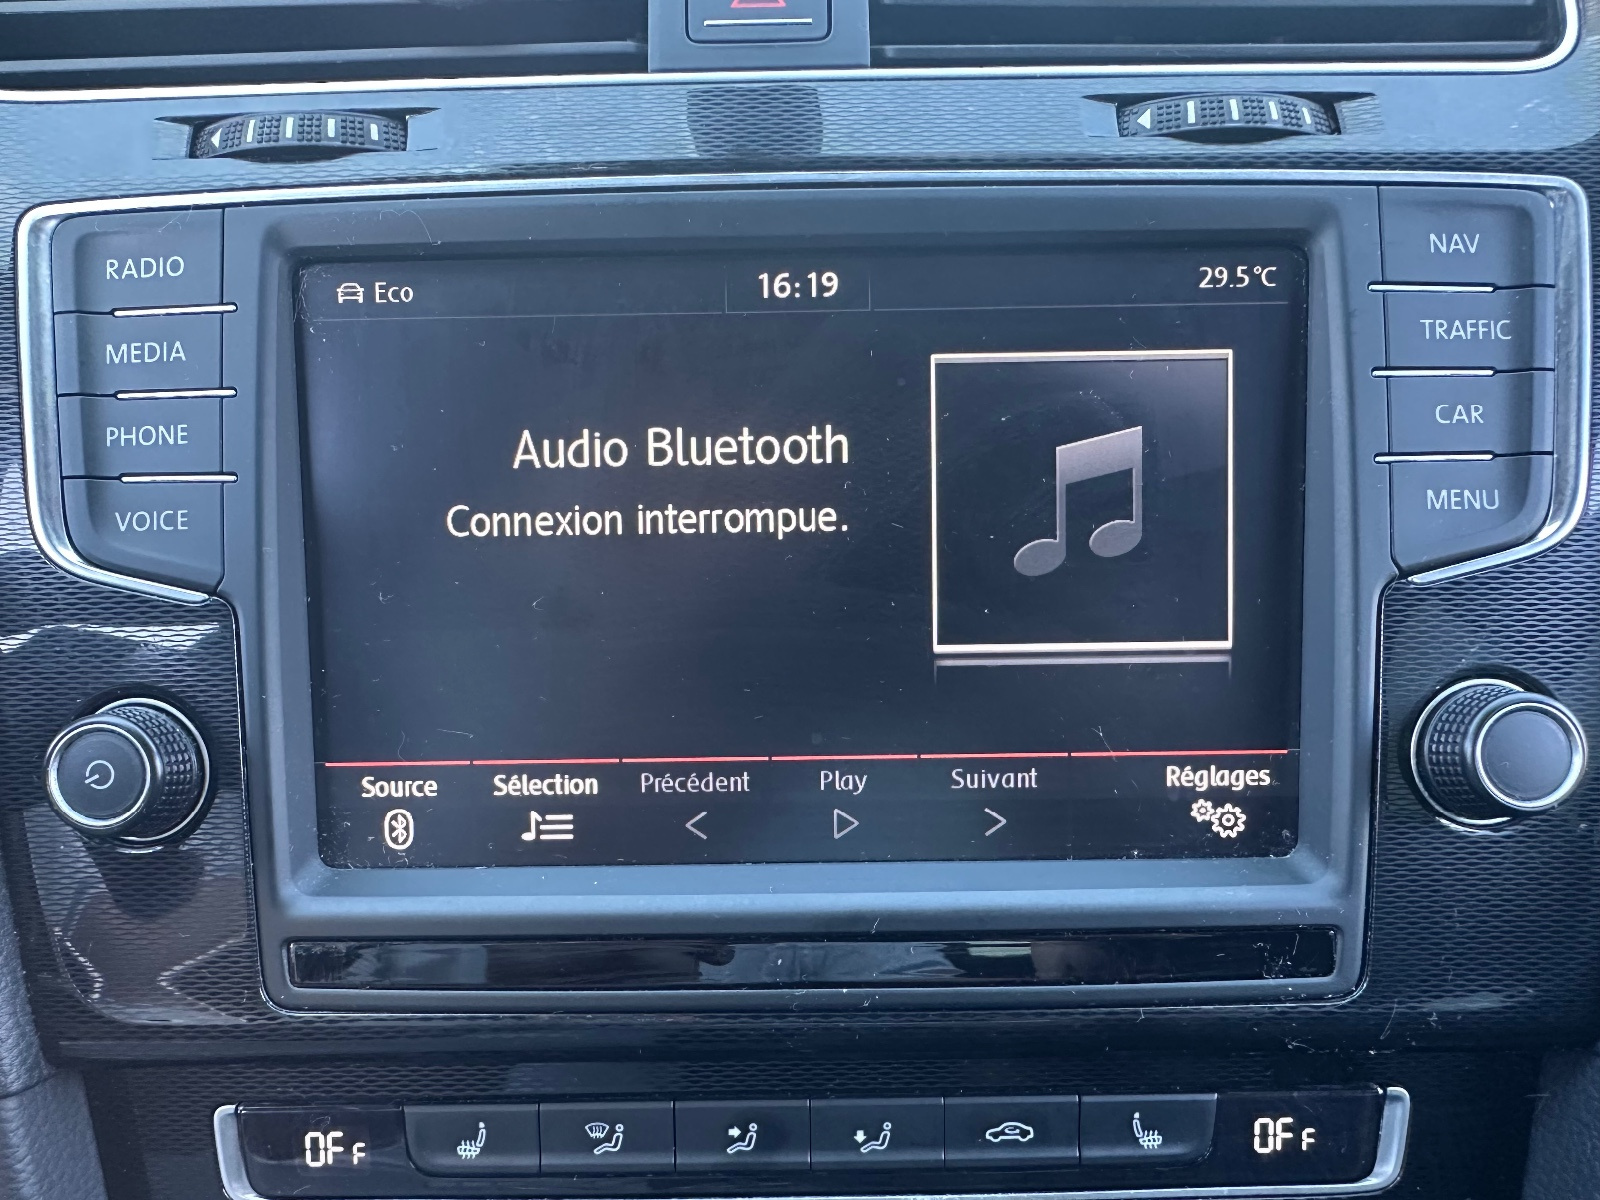 RADIO
MEDIA
PHONE
VOICE
Eco
16:19
29.5°C
Audio Bluetooth
Connexion interrompue.
Source
Sélection
Précédent
Play
Suivant
Réglages
NAV
TRAFFIC
CAR
MENU
OFF
OFF